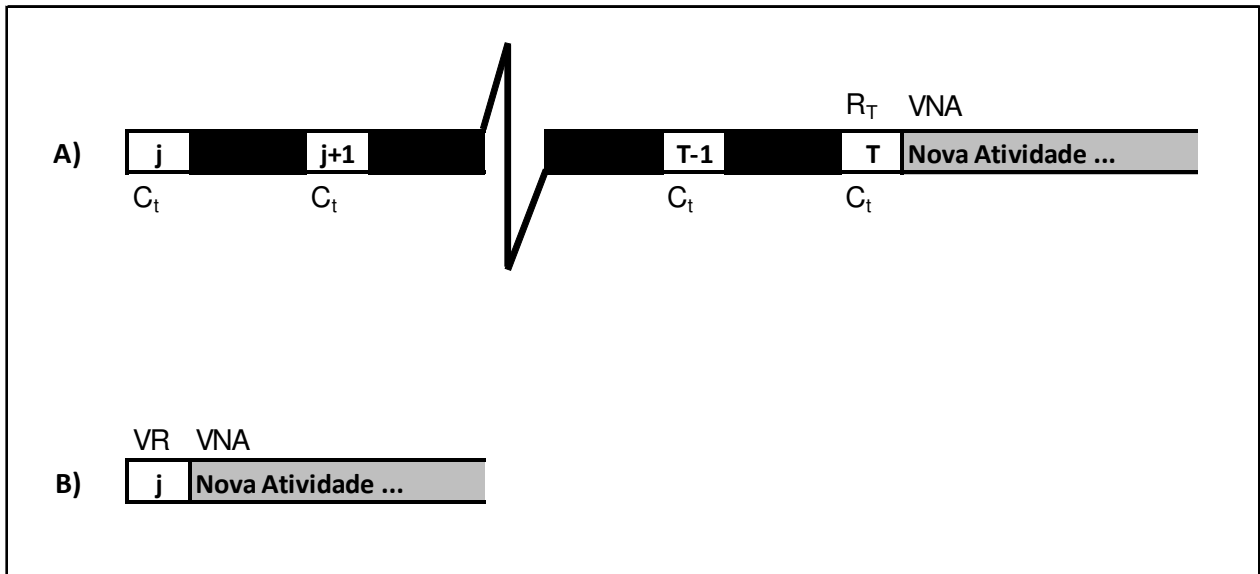 R_T VNA
A) j j+1 T-1 T Nova Atividade ...
C_t C_t C_t C_t
VR VNA
B) j Nova Atividade ...